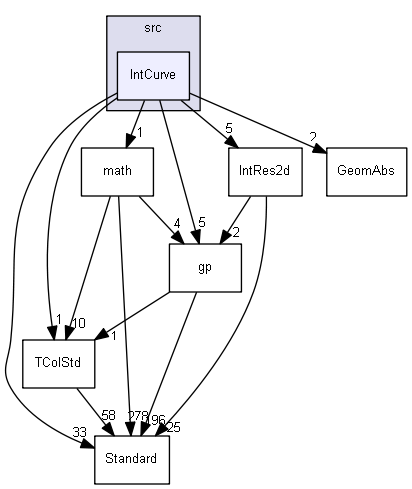 src
IntCurve
1
5
2
math
IntRes2d
GeomAbs
4
5
2
gp
1
10
1
TColStd
58
278
196
25
33
Standard